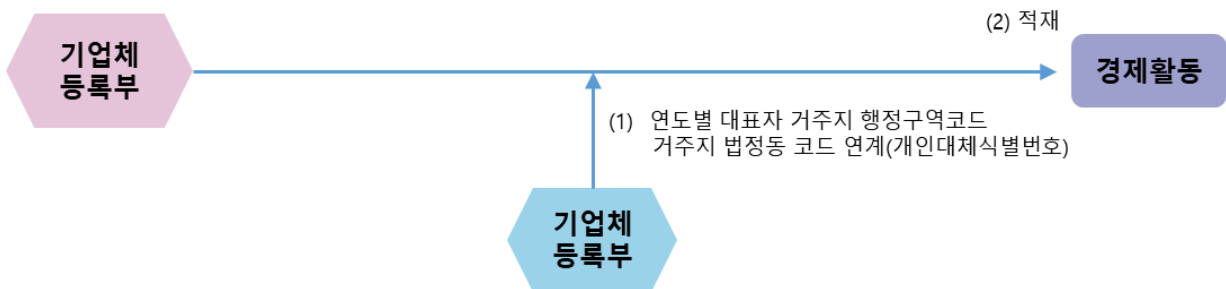 (2) 적재
기업체
등록부
경제활동
(1) 연도별 대표자 거주지 행정구역코드
거주지 법정동 코드 연계(개인대체식별번호)
기업체
등록부